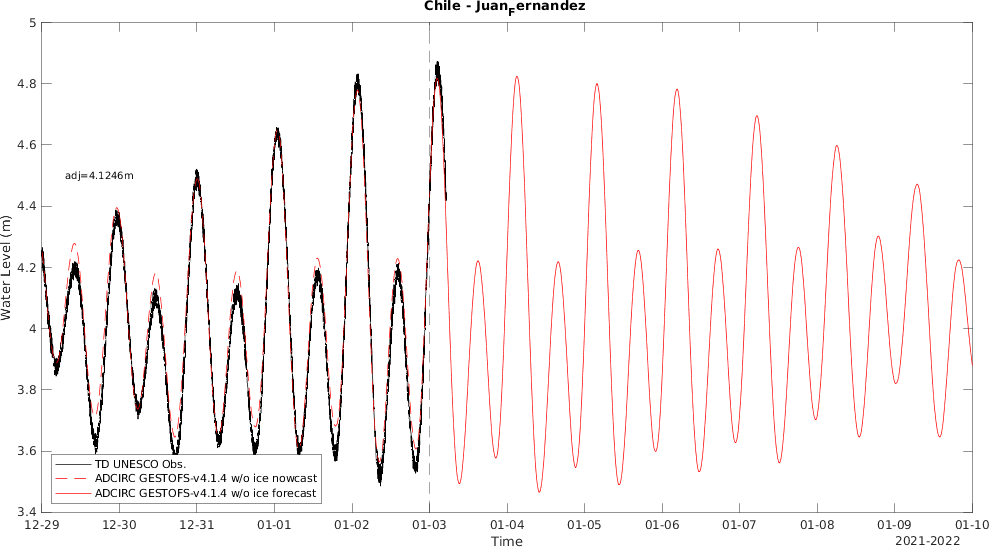 Chile - Juan_Fernandez
5
4.8
4.6
adj=4.1246m
4.4
Water Level (m)
4.2
4
3.8
3.6
TD UNESCO Obs.
ADCIRC GESTOFS-v4.1.4 w/o ice nowcast
ADCIRC GESTOFS-v4.1.4 w/o ice forecast
3.4
12-29 12-30 12-31 01-01 01-02 01-03 01-04 01-05 01-06 01-07 01-08 01-09 01-10
Time
2021-2022